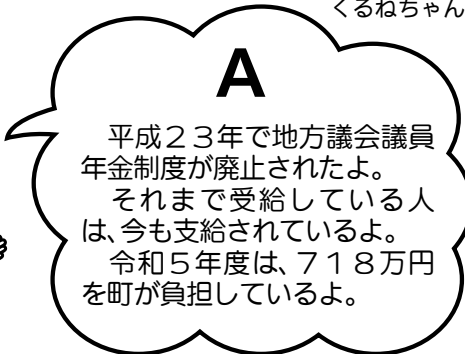 くるねちゃん
A
　平成23年で地方議会議員
年金制度が廃止されたよ。
　それまで受給している人
は、今も支給されているよ。
　令和5年度は、718万円
を町が負担しているよ。